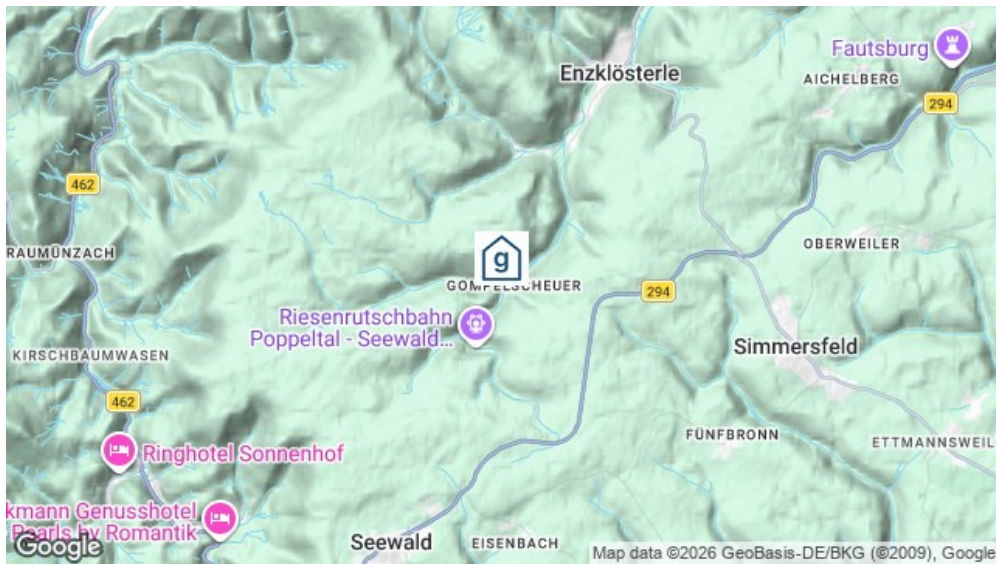 Fautsburg
Enzklösterle
AICHELBERG
294
462
RAUMÜNZACH
OBERWEILER
g
GOMPELSCHEUER
294
Riesenrutschbahn
Poppeltal - Seewald...
Simmersfeld
KIRSCHBAUMWASEN
462
FÜNFBRONN
ETTMANNSWEIL
Ringhotel Sonnenhof
kmann Genusshotel
Pearls by Romantik
Seewald
EISENBACH
Google
Map data ©2026 GeoBasis-DE/BKG (©2009), Google